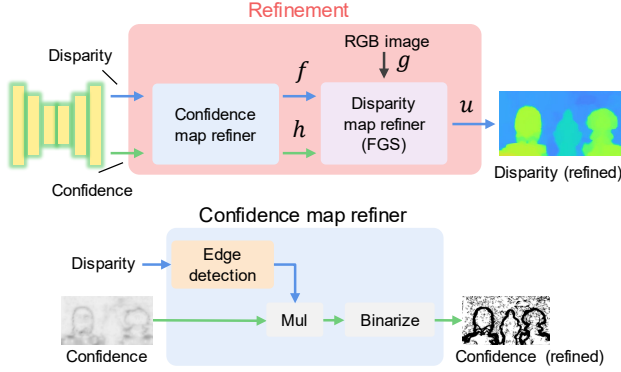 Refinement
Disparity
RGB image
f
g
Confidence
map refiner
Disparity
map refiner
(FGS)
h
u
Confidence
Disparity (refined)
Confidence map refiner
Disparity
Edge
detection
Mul
Binarize
Confidence
Confidence (refined)